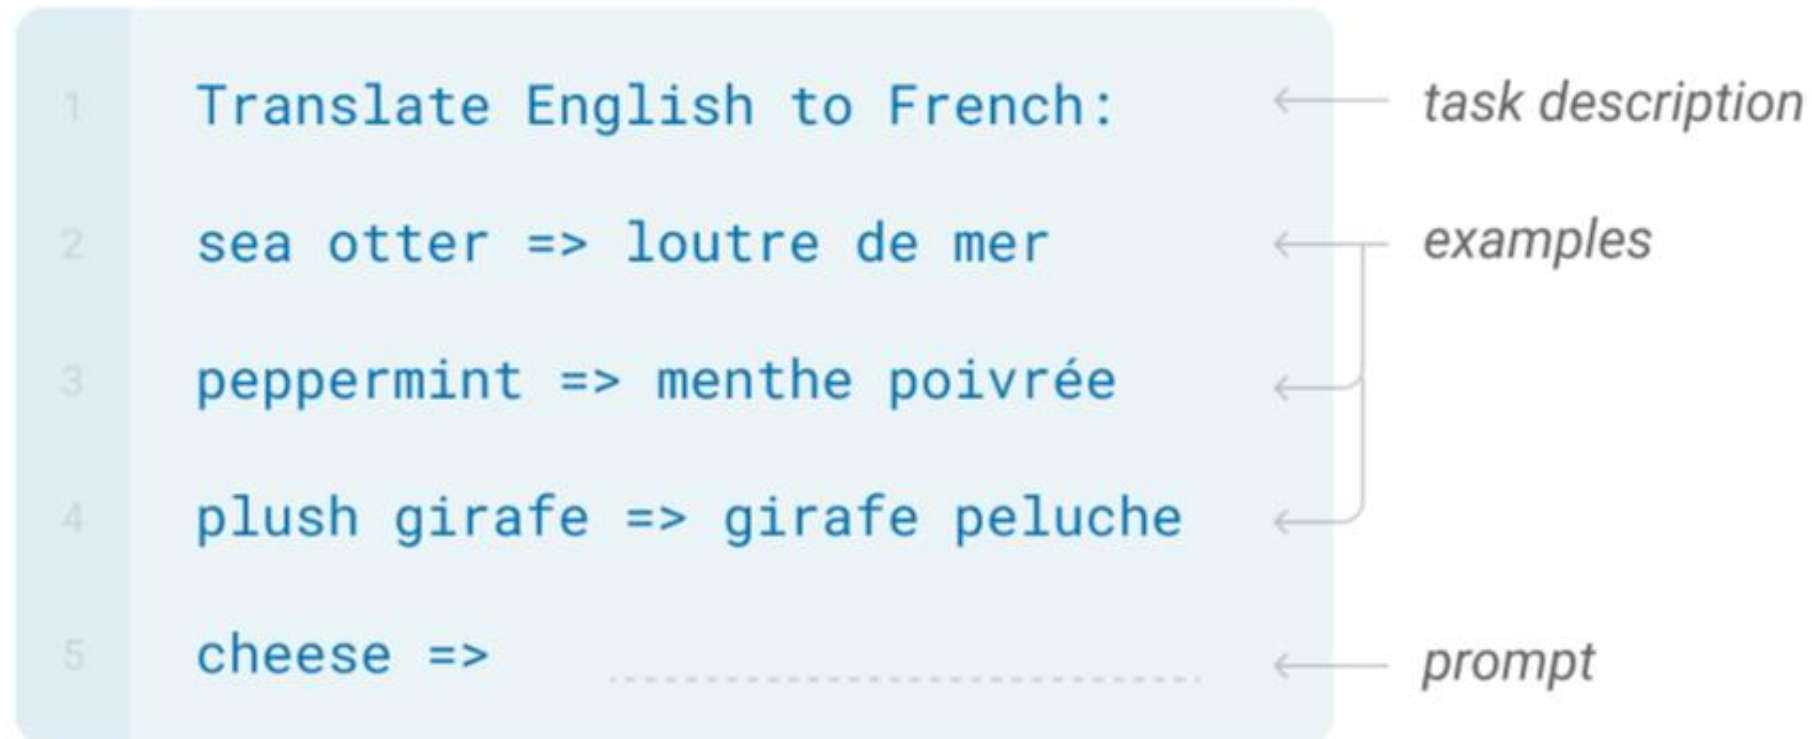 1 Translate English to French: task description
2 sea otter => loutre de mer examples
3 peppermint => menthe poivrée
4 plush girafe => girafe peluche
5 cheese => prompt